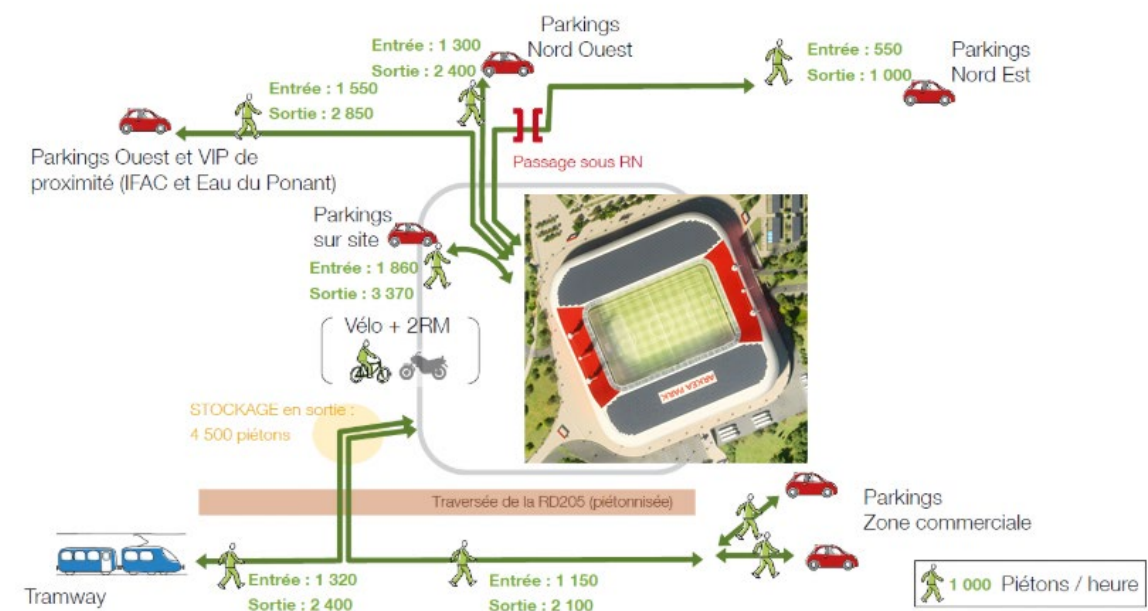 Parkings
Nord Ouest
Entrée : 1 300
Sortie : 2 400
Entrée : 550
Sortie : 1 000
Parkings
Nord Est
Entrée : 1 550
Sortie : 2 850
Passage sous RN
Parkings Ouest et VIP de
proximité (IFAC et Eau du Ponant)
Parkings
sur site
Entrée : 1 860
Sortie : 3 370
Vélo + 2RM
ARKEA PARK
STOCKAGE en sortie :
4 500 piétons
Traversée de la RD205 (piétonnisée)
Parkings
Zone commerciale
Tramway
Entrée : 1 320
Sortie : 2 400
Entrée : 1 150
Sortie : 2 100
1 000 Piétons / heure